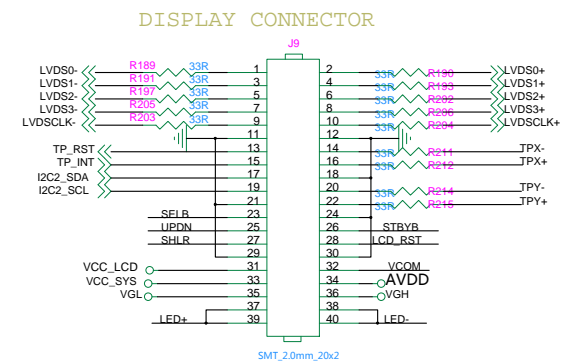 DISPLAY CONNECTOR
J9
LVDS0- R189 33R 1 2 33R R190 LVDS0+
LVDS1- R191 33R 3 4 33R R193 LVDS1+
LVDS2- R197 33R 5 6 33R R202 LVDS2+
LVDS3- R205 33R 7 8 33R R206 LVDS3+
LVDSCLK- R203 33R 9 10 33R R204 LVDSCLK+
11 12
TP_RST 13 14 33R R211 TPX-
TP_INT 15 16 33R R212 TPX+
I2C2_SDA 17 18
I2C2_SCL 19 20 33R R214 TPY-
21 22 33R R215 TPY+
SELB 23 24
UPDN 25 26 STBYB
SHLR 27 28 LCD_RST
29 30
VCC_LCD 31 32 VCOM
VCC_SYS 33 34 AVDD
VGL 35 36 VGH
37 38
LED+ 39 40 LED-
SMT_2.0mm_20x2